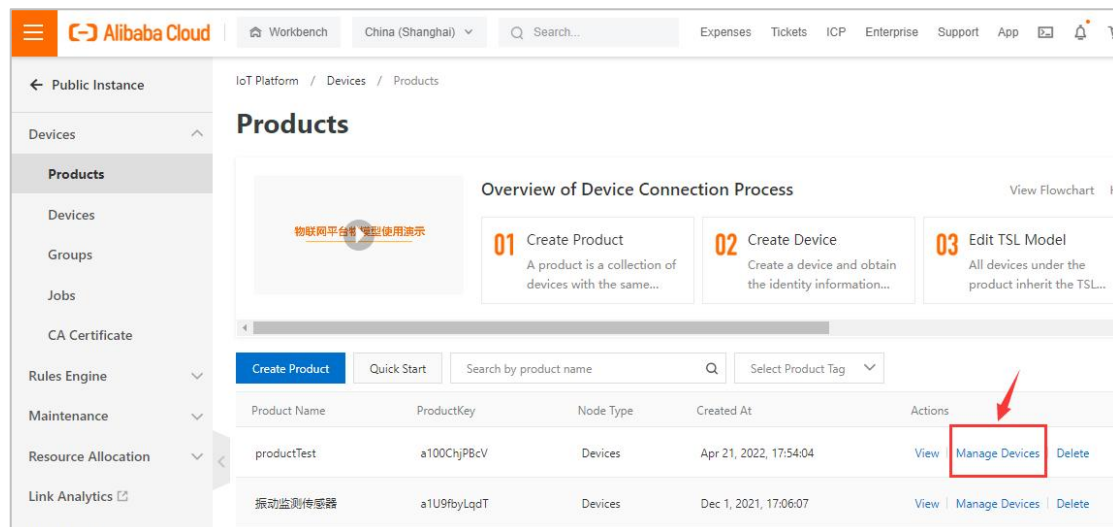 Alibaba Cloud
Workbench
China (Shanghai)
Search...
Expenses Tickets ICP Enterprise Support App
Public Instance
IoT Platform / Devices / Products
Devices
Products
Devices
Groups
Jobs
CA Certificate
Rules Engine
Maintenance
Resource Allocation
Link Analytics
Products
Overview of Device Connection Process
View Flowchart
01 Create Product
A product is a collection of
devices with the same...
02 Create Device
Create a device and obtain
the identity information...
03 Edit TSL Model
All devices under the
product inherit the TSL...
Create Product Quick Start Search by product name Select Product Tag
Product Name ProductKey Node Type Created At Actions
productTest a100ChjPBcV Devices Apr 21, 2022, 17:54:04 View Manage Devices Delete
振动监测传感器 a1U9fbyLqdT Devices Dec 1, 2021, 17:06:07 View Manage Devices Delete